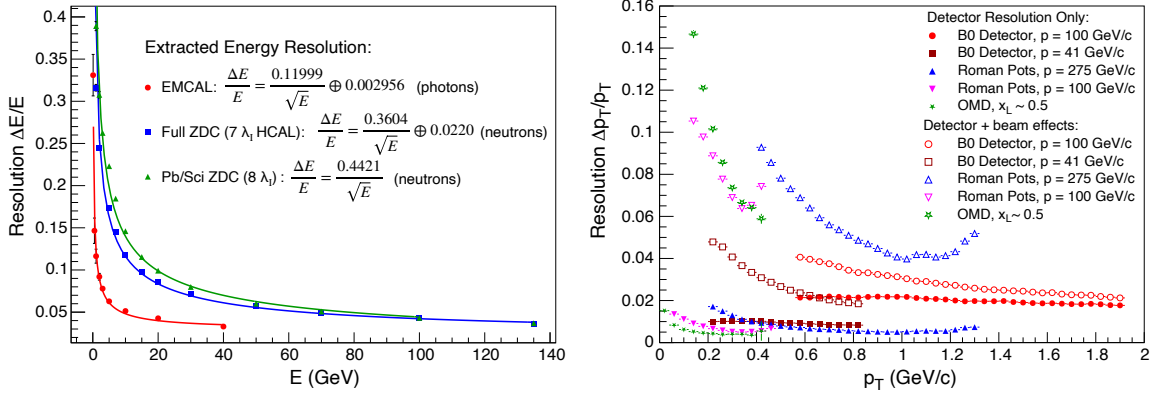 Resolution ΔE/E
0.4
0.3
0.2
0.1
0.35
0.25
0.15
0.05
Extracted Energy Resolution:
EMCAL: ΔE/E = 0.11999/√E ⊕ 0.002956 (photons)
Full ZDC (7 λ_I HCAL): ΔE/E = 0.3604/√E ⊕ 0.0220 (neutrons)
Pb/Sci ZDC (8 λ_I) : ΔE/E = 0.4421/√E (neutrons)
0 20 40 60 80 100 120 140
E (GeV)
Resolution Δp_T/p_T
0.16
0.14
0.12
0.1
0.08
0.06
0.04
0.02
0
Detector Resolution Only:
B0 Detector, p = 100 GeV/c
B0 Detector, p = 41 GeV/c
Roman Pots, p = 275 GeV/c
Roman Pots, p = 100 GeV/c
OMD, x_L ~ 0.5
Detector + beam effects:
B0 Detector, p = 100 GeV/c
B0 Detector, p = 41 GeV/c
Roman Pots, p = 275 GeV/c
Roman Pots, p = 100 GeV/c
OMD, x_L ~ 0.5
0 0.2 0.4 0.6 0.8 1 1.2 1.4 1.6 1.8 2
p_T (GeV/c)